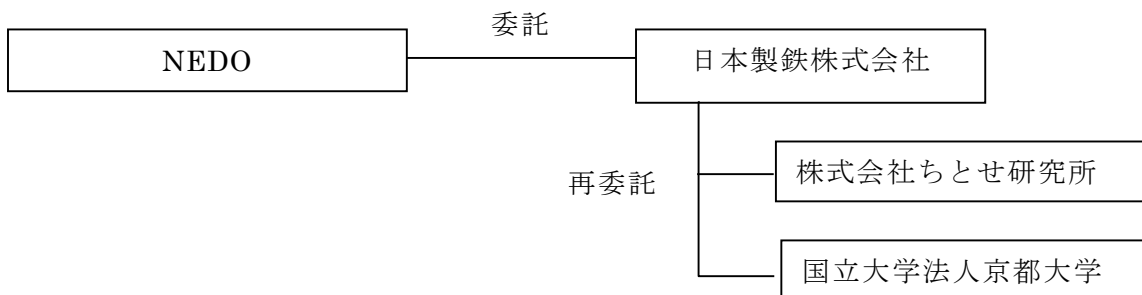 委託
NEDO
日本製鉄株式会社
株式会社ちとせ研究所
再委託
国立大学法人京都大学